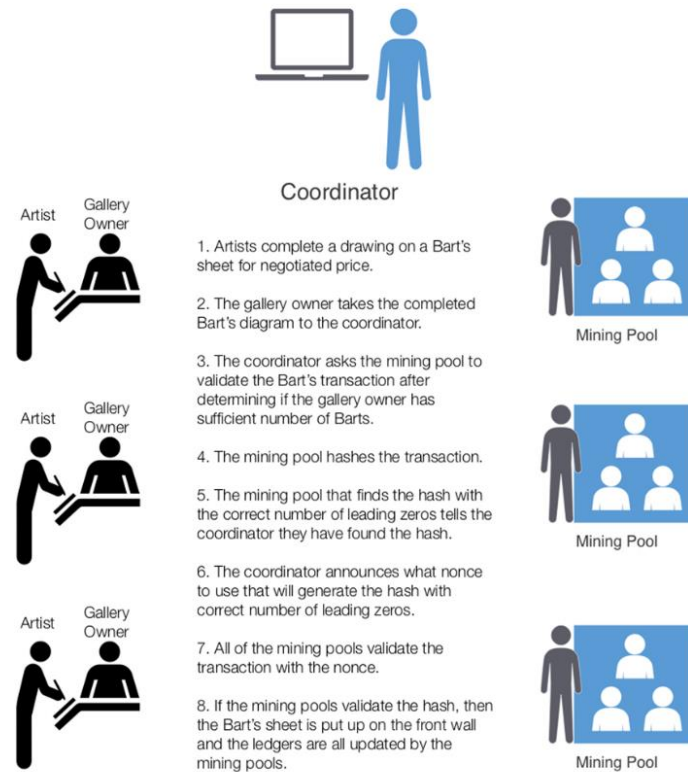 Coordinator
Artist
Gallery
Owner
1. Artists complete a drawing on a Bart's
sheet for negotiated price.
2. The gallery owner takes the completed
Bart's diagram to the coordinator.
3. The coordinator asks the mining pool to
validate the Bart's transaction after
determining if the gallery owner has
sufficient number of Barts.
Mining Pool
Artist
Gallery
Owner
4. The mining pool hashes the transaction.
5. The mining pool that finds the hash with
the correct number of leading zeros tells the
coordinator they have found the hash.
6. The coordinator announces what nonce
to use that will generate the hash with
correct number of leading zeros.
Mining Pool
Artist
Gallery
Owner
7. All of the mining pools validate the
transaction with the nonce.
8. If the mining pools validate the hash, then
the Bart's sheet is put up on the front wall
and the ledgers are all updated by the
mining pools.
Mining Pool